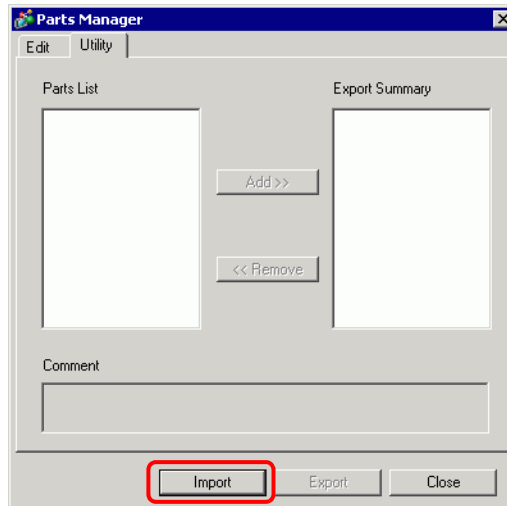 Parts Manager
Edit Utility
Parts List Export Summary
Add >>
<< Remove
Comment
Import Export Close